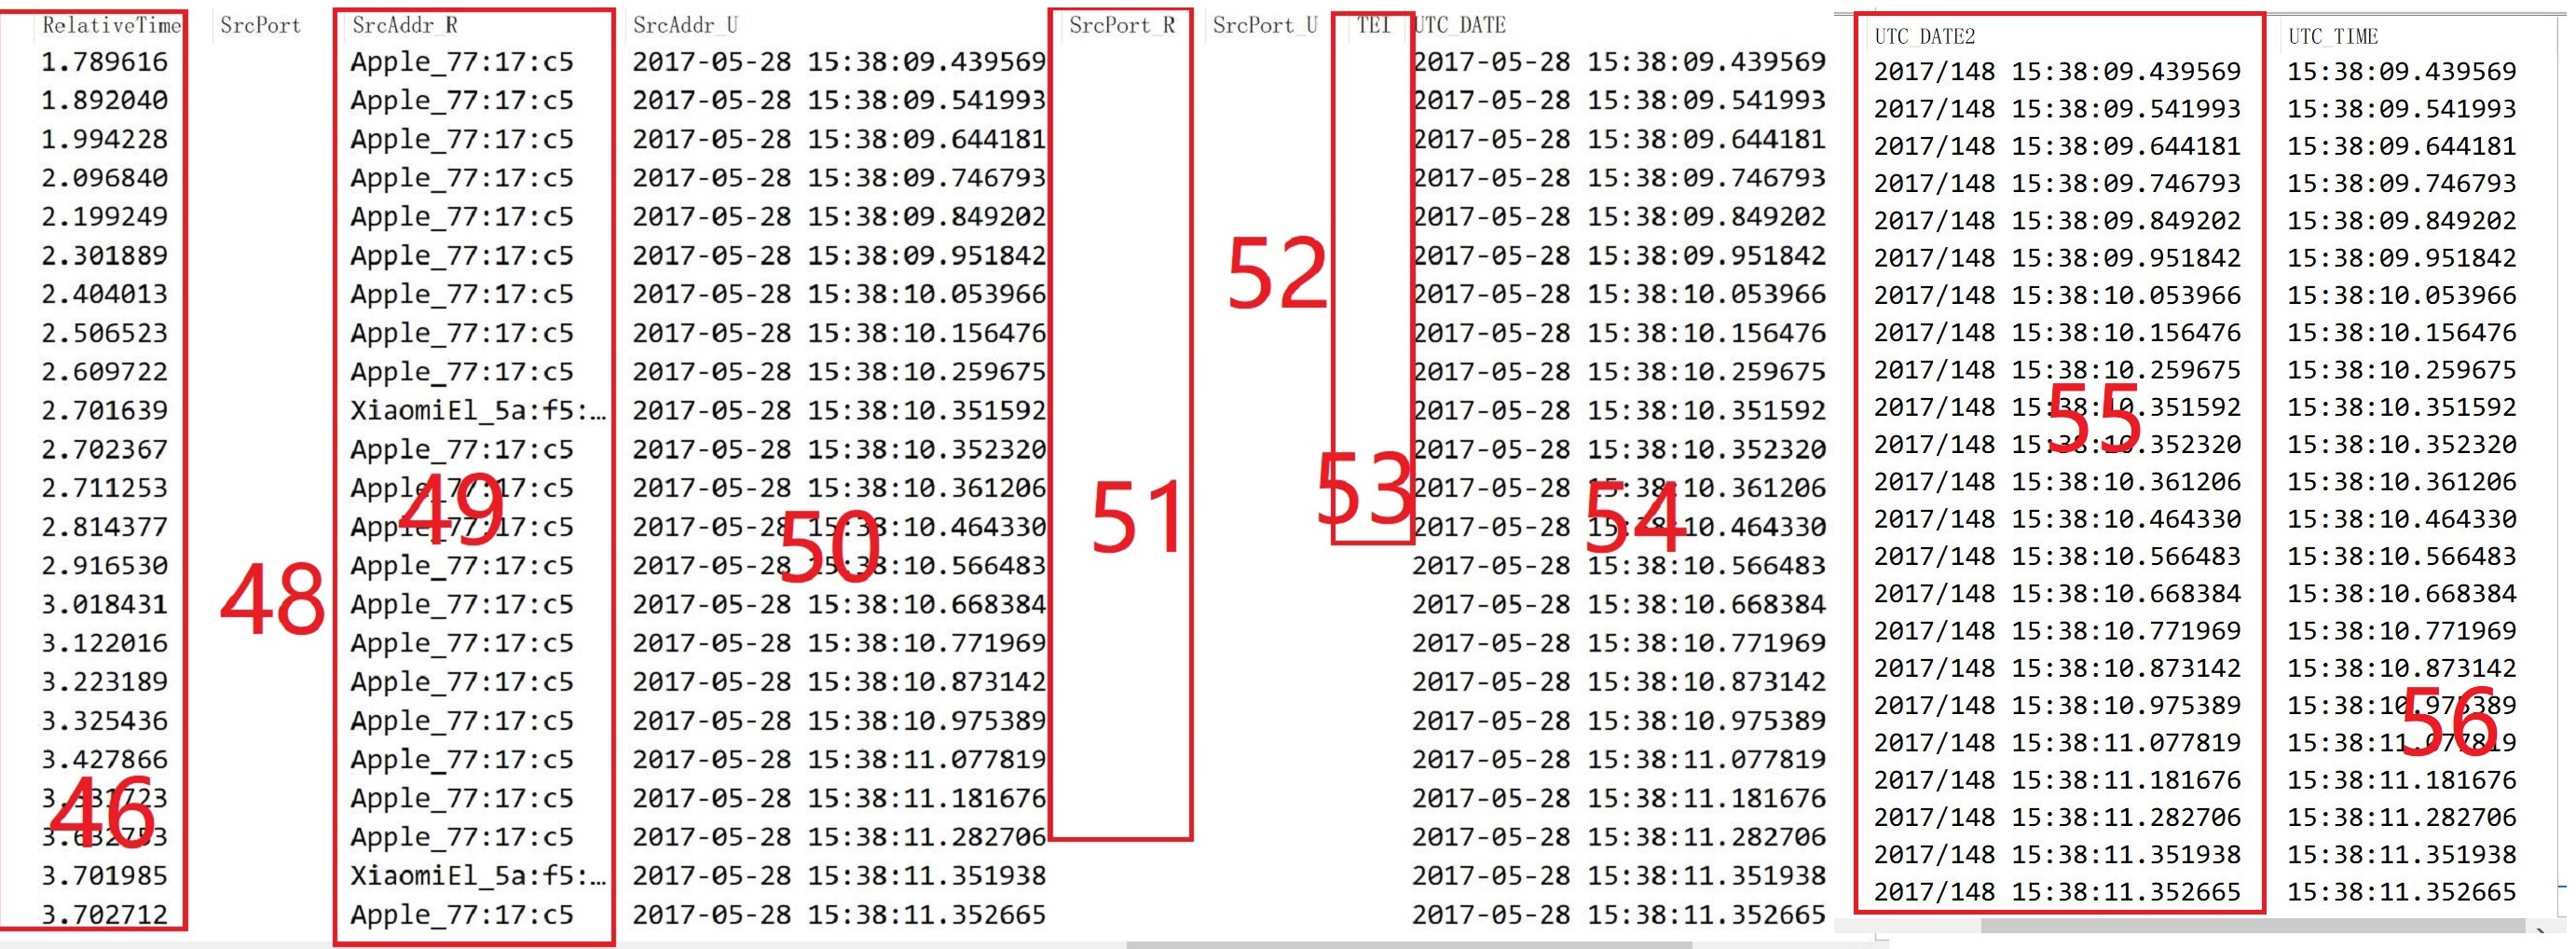 RelativeTime SrcPort SrcAddr_R SrcAddr_U SrcPort_R SrcPort_U TEI UTC_DATE UTC_DATE2 UTC_TIME
1.789616 Apple_77:17:c5 2017-05-28 15:38:09.439569 2017-05-28 15:38:09.439569 2017/148 15:38:09.439569 15:38:09.439569
1.892040 Apple_77:17:c5 2017-05-28 15:38:09.541993 2017-05-28 15:38:09.541993 2017/148 15:38:09.541993 15:38:09.541993
1.994228 Apple_77:17:c5 2017-05-28 15:38:09.644181 2017-05-28 15:38:09.644181 2017/148 15:38:09.644181 15:38:09.644181
2.096840 Apple_77:17:c5 2017-05-28 15:38:09.746793 2017-05-28 15:38:09.746793 2017/148 15:38:09.746793 15:38:09.746793
2.199249 Apple_77:17:c5 2017-05-28 15:38:09.849202 2017-05-28 15:38:09.849202 2017/148 15:38:09.849202 15:38:09.849202
2.301889 Apple_77:17:c5 2017-05-28 15:38:09.951842 2017-05-28 15:38:09.951842 2017/148 15:38:09.951842 15:38:09.951842
52
2.404013 Apple_77:17:c5 2017-05-28 15:38:10.053966 2017-05-28 15:38:10.053966 2017/148 15:38:10.053966 15:38:10.053966
2.506523 Apple_77:17:c5 2017-05-28 15:38:10.156476 2017-05-28 15:38:10.156476 2017/148 15:38:10.156476 15:38:10.156476
2.609722 Apple_77:17:c5 2017-05-28 15:38:10.259675 2017-05-28 15:38:10.259675 2017/148 15:38:10.259675 15:38:10.259675
2.701639 XiaomiEl_5a:f5:… 2017-05-28 15:38:10.351592 2017-05-28 15:38:10.351592 2017/148 15:38:10.351592 15:38:10.351592
55
2.702367 Apple_77:17:c5 2017-05-28 15:38:10.352320 2017-05-28 15:38:10.352320 2017/148 15:38:10.352320 15:38:10.352320
2.711253 Apple_77:17:c5 2017-05-28 15:38:10.361206 2017-05-28 15:38:10.361206 2017/148 15:38:10.361206 15:38:10.361206
49 51 53 54
2.814377 Apple_77:17:c5 2017-05-28 15:38:10.464330 2017-05-28 15:38:10.464330 2017/148 15:38:10.464330 15:38:10.464330
50
2.916530 Apple_77:17:c5 2017-05-28 15:38:10.566483 2017-05-28 15:38:10.566483 2017/148 15:38:10.566483 15:38:10.566483
48
3.018431 Apple_77:17:c5 2017-05-28 15:38:10.668384 2017-05-28 15:38:10.668384 2017/148 15:38:10.668384 15:38:10.668384
3.122016 Apple_77:17:c5 2017-05-28 15:38:10.771969 2017-05-28 15:38:10.771969 2017/148 15:38:10.771969 15:38:10.771969
3.223189 Apple_77:17:c5 2017-05-28 15:38:10.873142 2017-05-28 15:38:10.873142 2017/148 15:38:10.873142 15:38:10.873142
3.325436 Apple_77:17:c5 2017-05-28 15:38:10.975389 2017-05-28 15:38:10.975389 2017/148 15:38:10.975389 15:38:10.975389
56
3.427866 Apple_77:17:c5 2017-05-28 15:38:11.077819 2017-05-28 15:38:11.077819 2017/148 15:38:11.077819 15:38:11.077819
Apple_77:17:c5 2017-05-28 15:38:11.181676 2017-05-28 15:38:11.181676 2017/148 15:38:11.181676 15:38:11.181676
46
Apple_77:17:c5 2017-05-28 15:38:11.282706 2017-05-28 15:38:11.282706 2017/148 15:38:11.282706 15:38:11.282706
3.701985 XiaomiEl_5a:f5:… 2017-05-28 15:38:11.351938 2017-05-28 15:38:11.351938 2017/148 15:38:11.351938 15:38:11.351938
3.702712 Apple_77:17:c5 2017-05-28 15:38:11.352665 2017-05-28 15:38:11.352665 2017/148 15:38:11.352665 15:38:11.352665